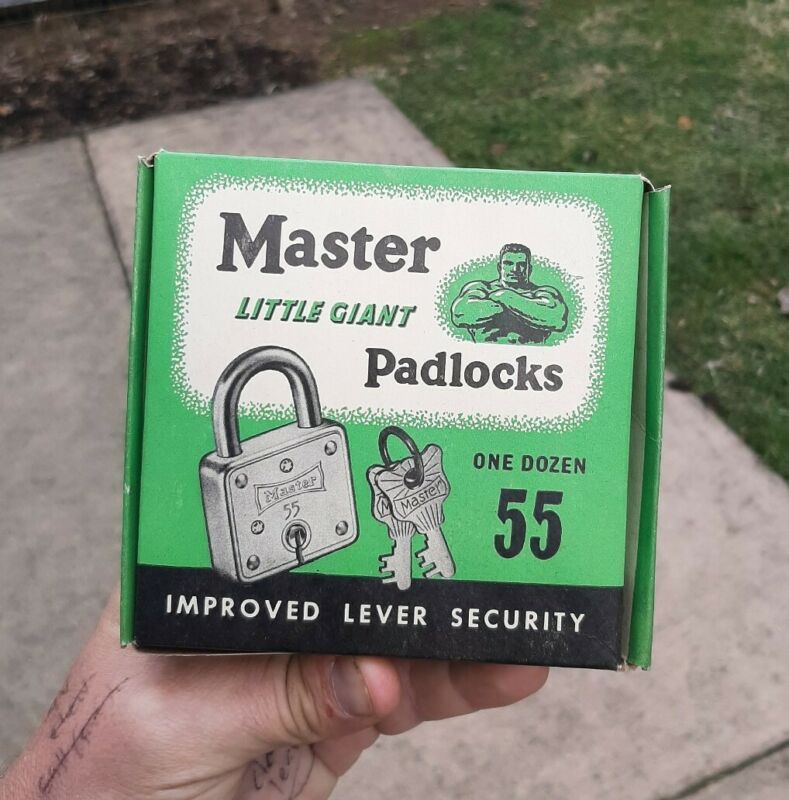 Master
LITTLE GIANT
Padlocks
Master
55
Master
ONE DOZEN
55
IMPROVED LEVER SECURITY